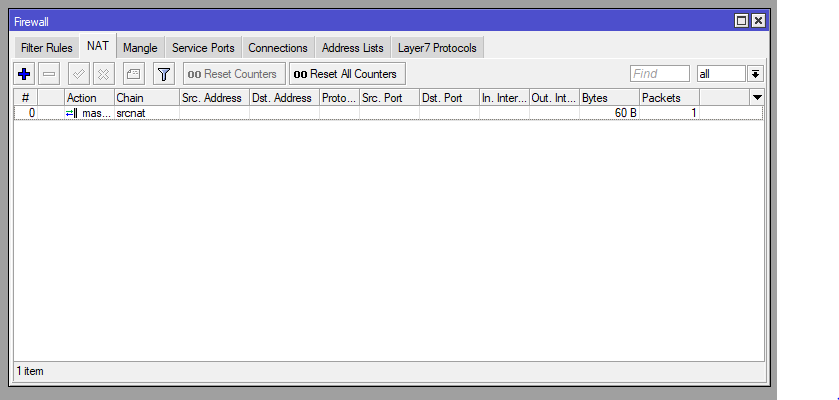 Firewall
Filter Rules NAT Mangle Service Ports Connections Address Lists Layer7 Protocols
00 Reset Counters 00 Reset All Counters Find all
# Action Chain Src. Address Dst. Address Proto... Src. Port Dst. Port In. Inter... Out. Int... Bytes Packets
0 mas... srcnat 60 B 1
1 item